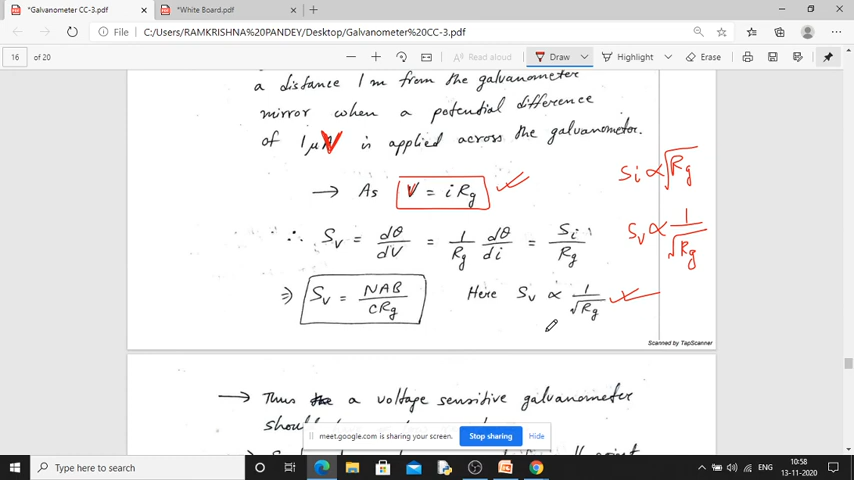 *Galvanometer CC-3.pdf
*White Board.pdf
C:/Users/RAMKRISHNA%20PANDEY/Desktop/Galvanometer%20CC-3.pdf
16 of 20
Read aloud
Draw
Highlight
Erase
a distance 1 m from the galvanometer
mirror when a potential difference
of 1 μV is applied across the galvanometer.
→ As V = i Rg
Si ∝ √Rg
∴ SV = dθ/dV = 1/Rg dθ/di = Si/Rg
SV ∝ 1/√Rg
⇒ SV = NAB/CRg Here SV ∝ 1/√Rg
Scanned by TapScanner
→ Thus a voltage sensitive galvanometer
meet.google.com is sharing your screen.
Stop sharing
Hide
Type here to search
ENG
10:58
13-11-2020